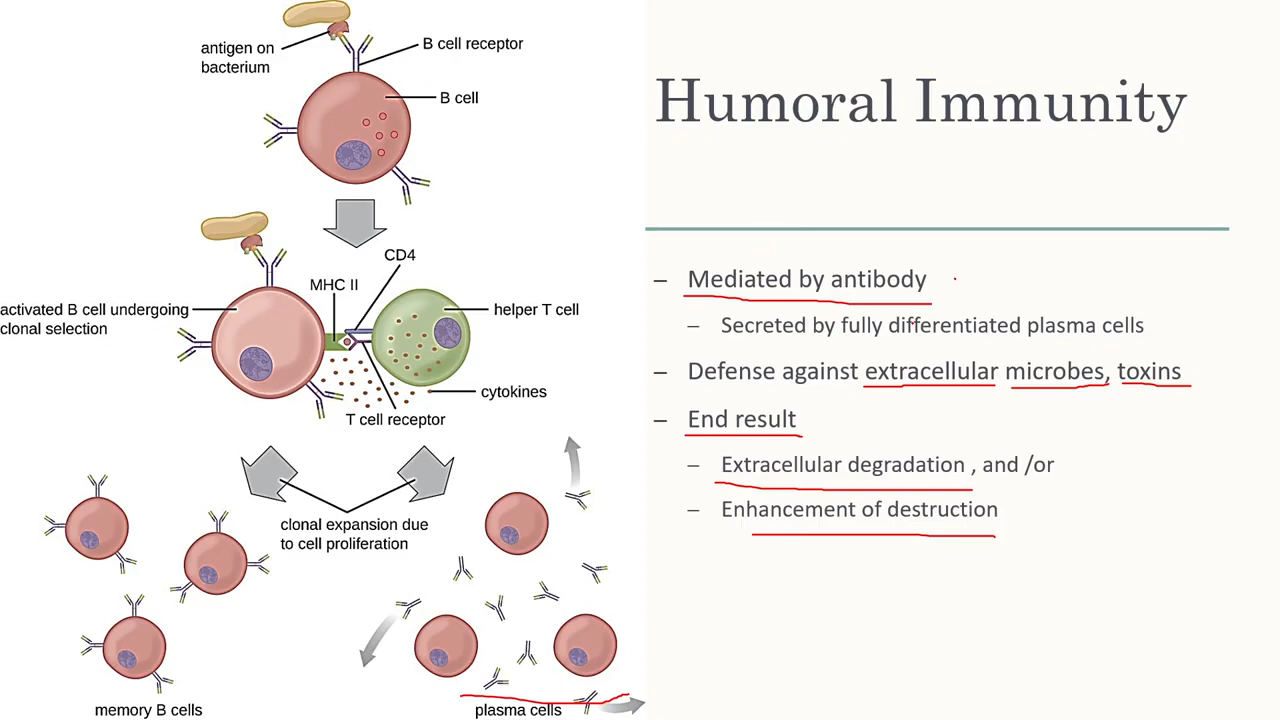 antigen on
bacterium
B cell receptor
B cell
CD4
MHC II
activated B cell undergoing
clonal selection
helper T cell
cytokines
T cell receptor
clonal expansion due
to cell proliferation
memory B cells
plasma cells
Humoral Immunity
– Mediated by antibody
– Secreted by fully differentiated plasma cells
– Defense against extracellular microbes, toxins
– End result
– Extracellular degradation , and /or
– Enhancement of destruction